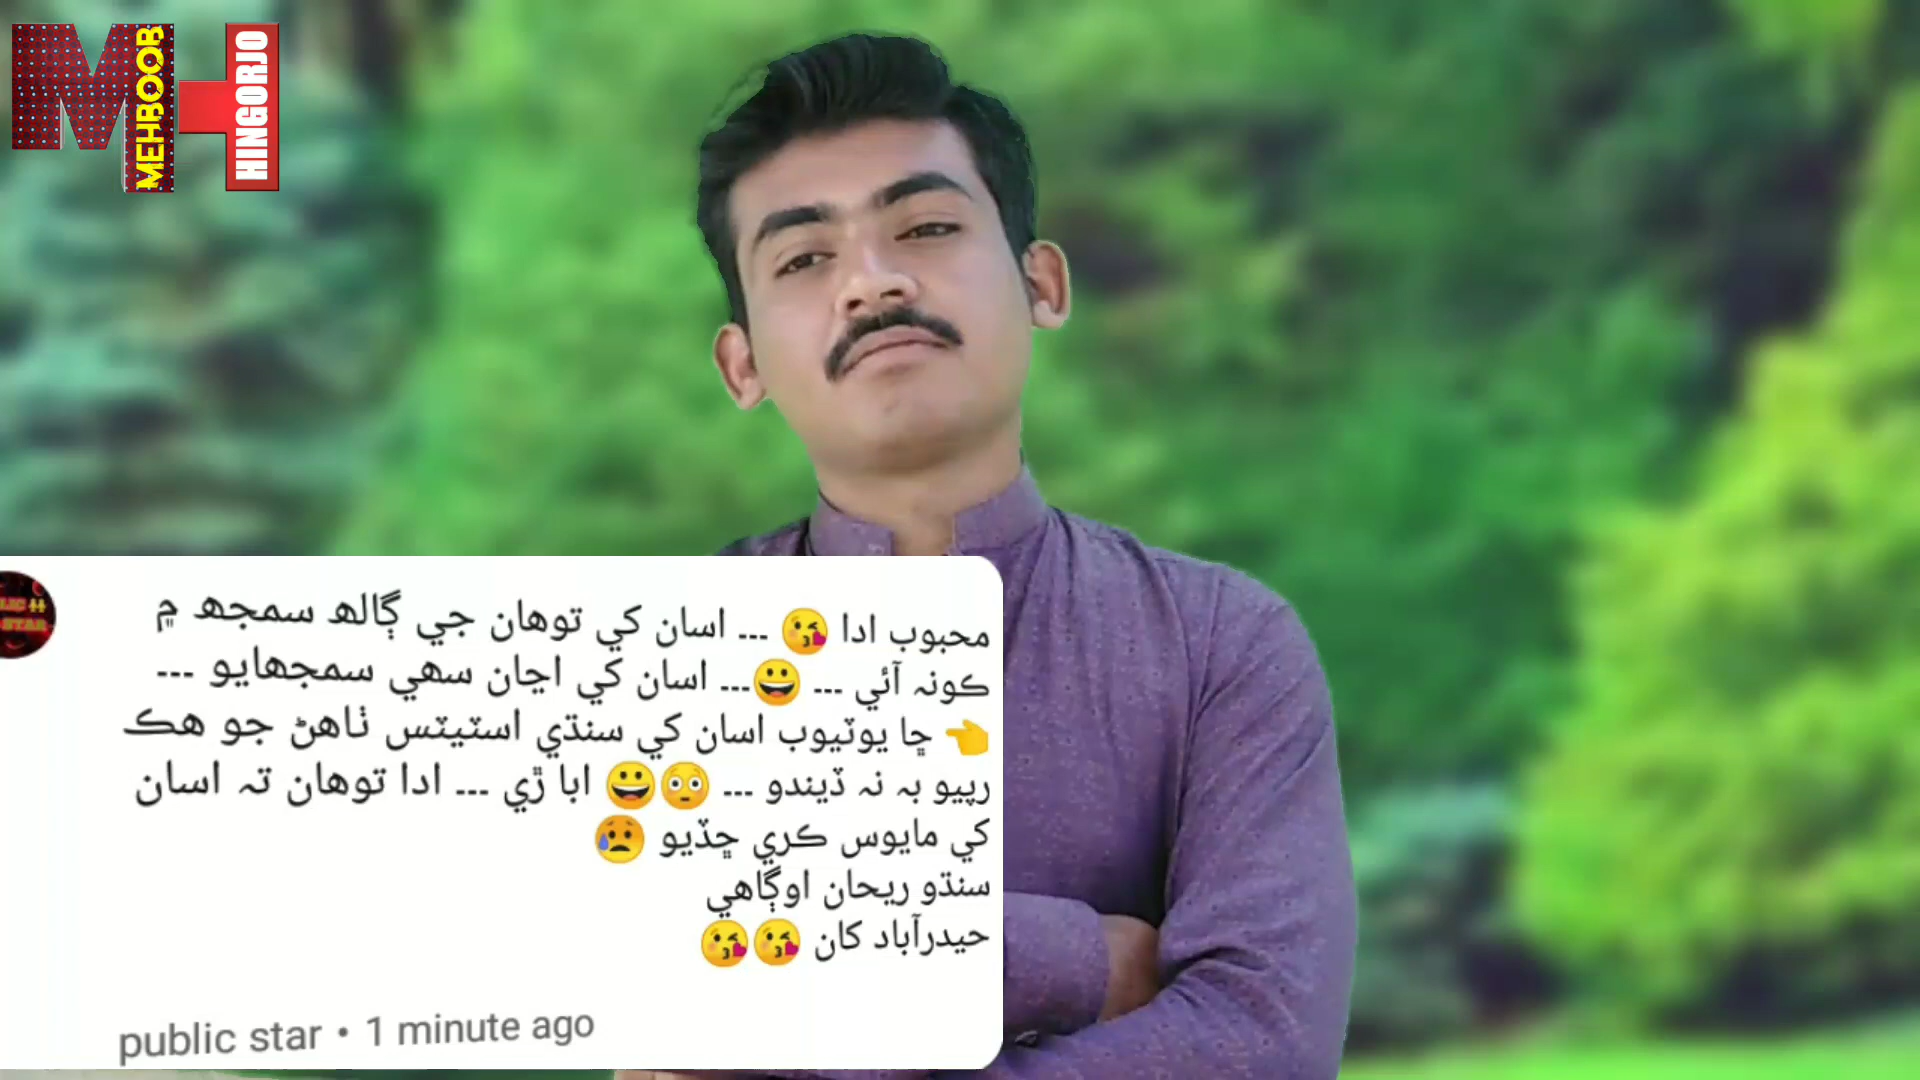 MEHBOOB
HINGORJO
محبوب ادا 😘 ... اسان کي توهان جي ڳالھ سمجھ ۾
ڪونہ آئي ... 😀... اسان کي اڃان سهي سمجهايو ...
👈 ڇا يوٽيوب اسان کي سنڌي اسٽيٽس ٺاهڻ جو هڪ
رپيو بہ نہ ڏيندو ... 😳😀 ابا ڙي ... ادا توهان تہ اسان
کي مايوس ڪري ڇڏيو 😥
سنڌو ريحان اوڳاهي
حيدرآباد کان 😘😘
public star • 1 minute ago